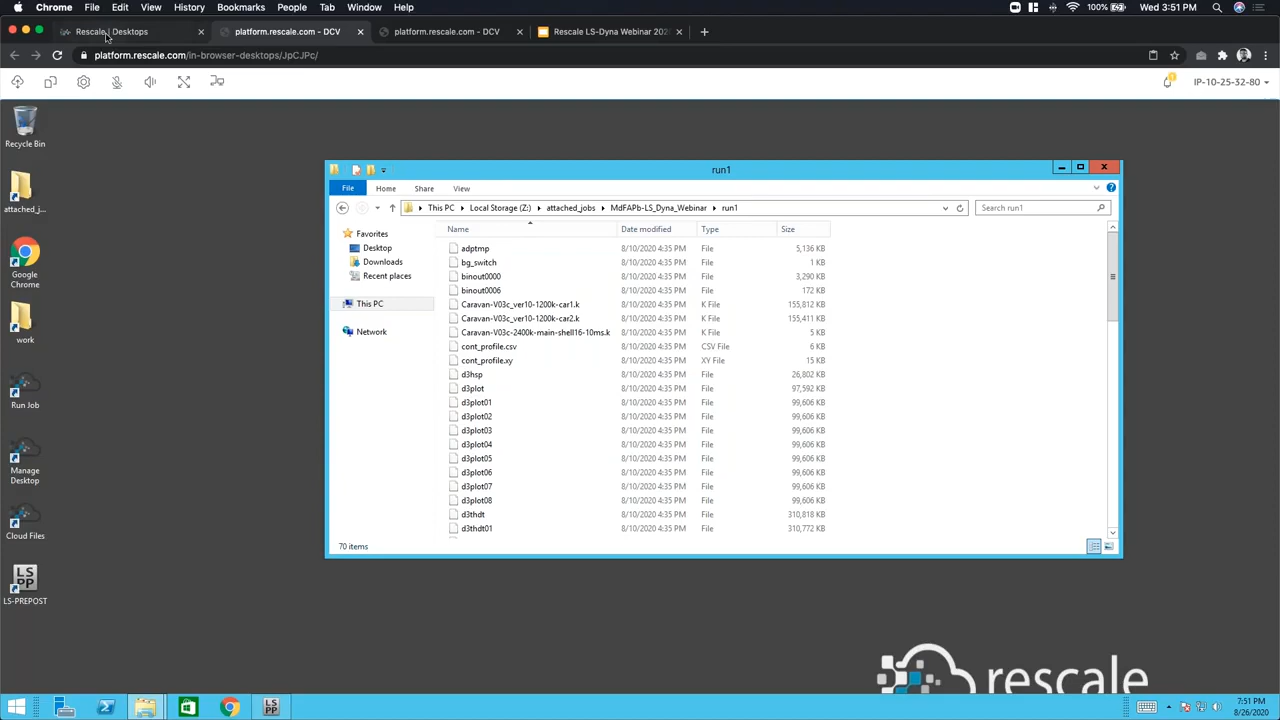 Chrome File Edit View History Bookmarks People Tab Window Help 100% Wed 3:51 PM
Rescale | Desktops platform.rescale.com - DCV platform.rescale.com - DCV Rescale LS-Dyna Webinar 202
platform.rescale.com/in-browser-desktops/JpCJPc/
IP-10-25-32-80
Recycle Bin
attached_j...
Google
Chrome
work
Run Job
Manage
Desktop
Cloud Files
LS-PREPOST
run1
File Home Share View
This PC Local Storage (Z:) attached_jobs MdFAPb-LS_Dyna_Webinar run1 Search run1
Favorites
Desktop
Downloads
Recent places
This PC
Network
Name Date modified Type Size
adptmp 8/10/2020 4:35 PM File 5,136 KB
bg_switch 8/10/2020 4:35 PM File 1 KB
binout0000 8/10/2020 4:35 PM File 3,290 KB
binout0006 8/10/2020 4:35 PM File 172 KB
Caravan-V03c_ver10-1200k-car1.k 8/10/2020 4:35 PM K File 155,812 KB
Caravan-V03c_ver10-1200k-car2.k 8/10/2020 4:35 PM K File 155,411 KB
Caravan-V03c-2400k-main-shell16-10ms.k 8/10/2020 4:35 PM K File 5 KB
cont_profile.csv 8/10/2020 4:35 PM CSV File 6 KB
cont_profile.xy 8/10/2020 4:35 PM XY File 15 KB
d3hsp 8/10/2020 4:35 PM File 26,802 KB
d3plot 8/10/2020 4:35 PM File 97,592 KB
d3plot01 8/10/2020 4:35 PM File 99,606 KB
d3plot02 8/10/2020 4:35 PM File 99,606 KB
d3plot03 8/10/2020 4:35 PM File 99,606 KB
d3plot04 8/10/2020 4:35 PM File 99,606 KB
d3plot05 8/10/2020 4:35 PM File 99,606 KB
d3plot06 8/10/2020 4:35 PM File 99,606 KB
d3plot07 8/10/2020 4:35 PM File 99,606 KB
d3plot08 8/10/2020 4:35 PM File 99,606 KB
d3thdt 8/10/2020 4:35 PM File 310,818 KB
d3thdt01 8/10/2020 4:35 PM File 310,772 KB
70 items
rescale
7:51 PM
8/26/2020